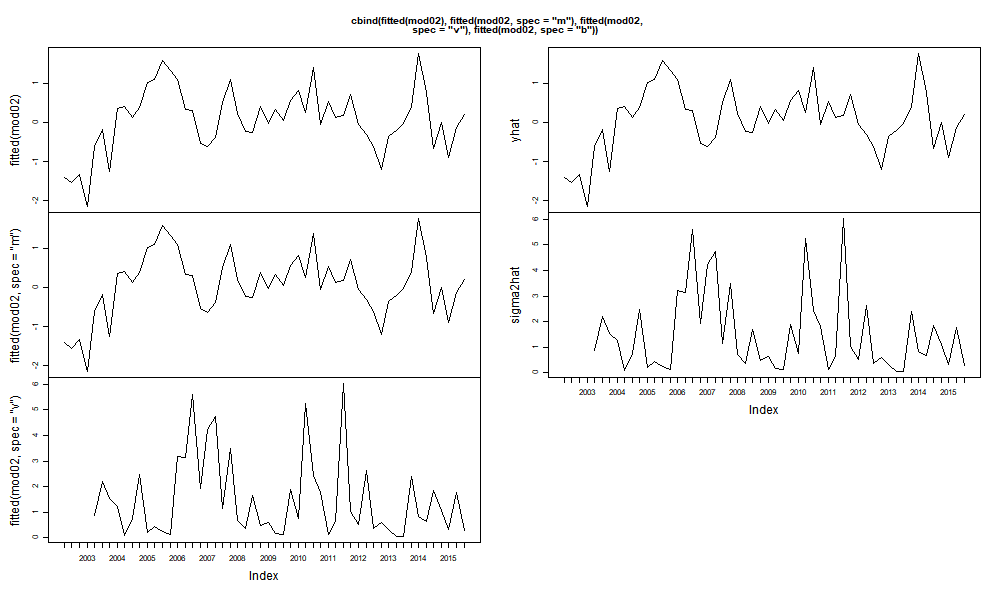 cbind(fitted(mod02), fitted(mod02, spec = "m"), fitted(mod02,
spec = "v"), fitted(mod02, spec = "b"))
fitted(mod02)
-2 -1 0 1
fitted(mod02, spec = "m")
-2 -1 0 1
fitted(mod02, spec = "v")
0 1 2 3 4 5 6
2003 2004 2005 2006 2007 2008 2009 2010 2011 2012 2013 2014 2015
Index
yhat
-2 -1 0 1
sigma2hat
0 1 2 3 4 5 6
2003 2004 2005 2006 2007 2008 2009 2010 2011 2012 2013 2014 2015
Index